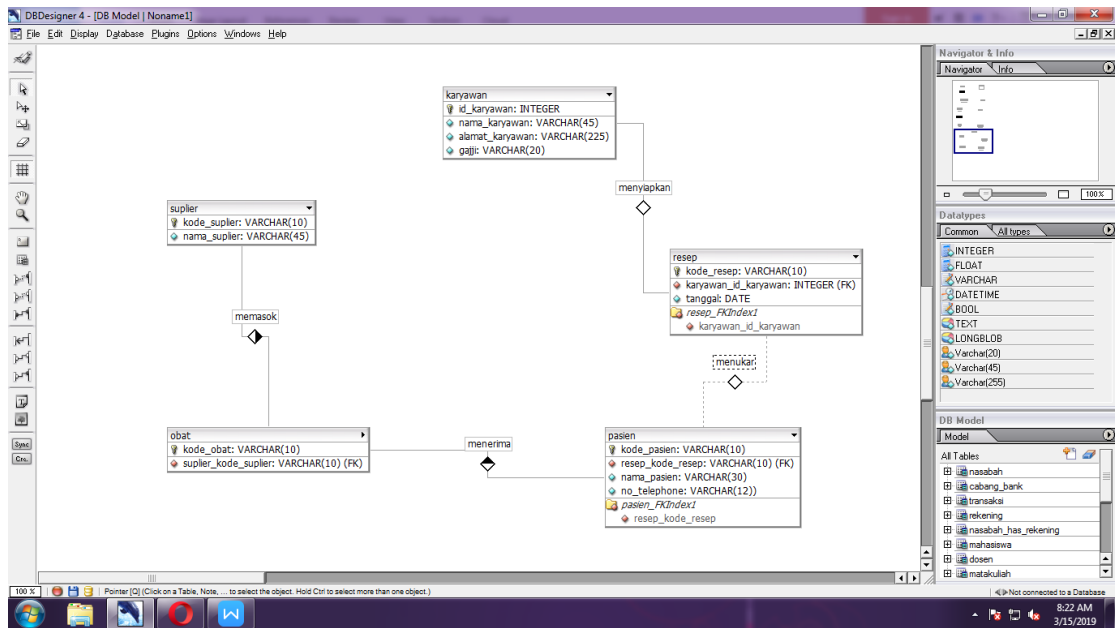 DBDesigner 4 - [DB Model | Noname1]
File Edit Display Database Plugins Options Windows Help
karyawan
id_karyawan: INTEGER
nama_karyawan: VARCHAR(45)
alamat_karyawan: VARCHAR(225)
gajji: VARCHAR(20)
menyiapkan
suplier
kode_suplier: VARCHAR(10)
nama_suplier: VARCHAR(45)
resep
kode_resep: VARCHAR(10)
karyawan_id_karyawan: INTEGER (FK)
tanggal: DATE
resep_FKIndex1
karyawan_id_karyawan
memasok
menukar
obat
kode_obat: VARCHAR(10)
suplier_kode_suplier: VARCHAR(10) (FK)
menerima
pasien
kode_pasien: VARCHAR(10)
resep_kode_resep: VARCHAR(10) (FK)
nama_pasien: VARCHAR(30)
no_telephone: VARCHAR(12))
pasien_FKIndex1
resep_kode_resep
Navigator & Info
Navigator Info
100%
Datatypes
Common All types
INTEGER
FLOAT
VARCHAR
DATETIME
BOOL
TEXT
LONGBLOB
Varchar(20)
Varchar(45)
Varchar(255)
DB Model
Model
All Tables
nasabah
cabang_bank
transaksi
rekening
nasabah_has_rekening
mahasiswa
dosen
matakuliah
Sync
100 % Pointer [Q] (Click on a Table, Note, ... to select the object. Hold Ctrl to select more than one object.) Not connected to a Database
8:22 AM
3/15/2019